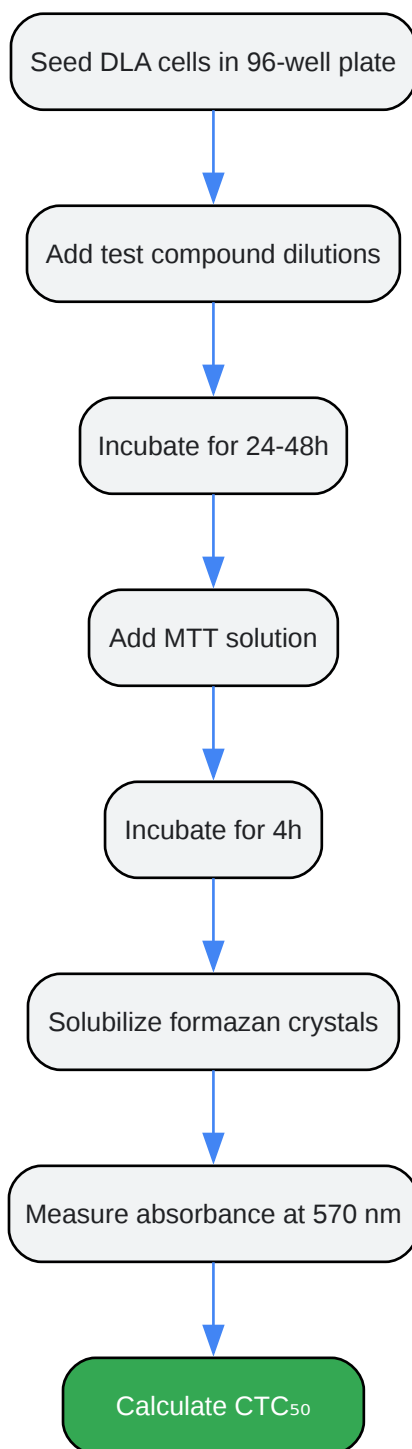 Seed DLA cells in 96-well plate
Add test compound dilutions
Incubate for 24-48h
Add MTT solution
Incubate for 4h
Solubilize formazan crystals
Measure absorbance at 570 nm
Calculate CTC₅₀